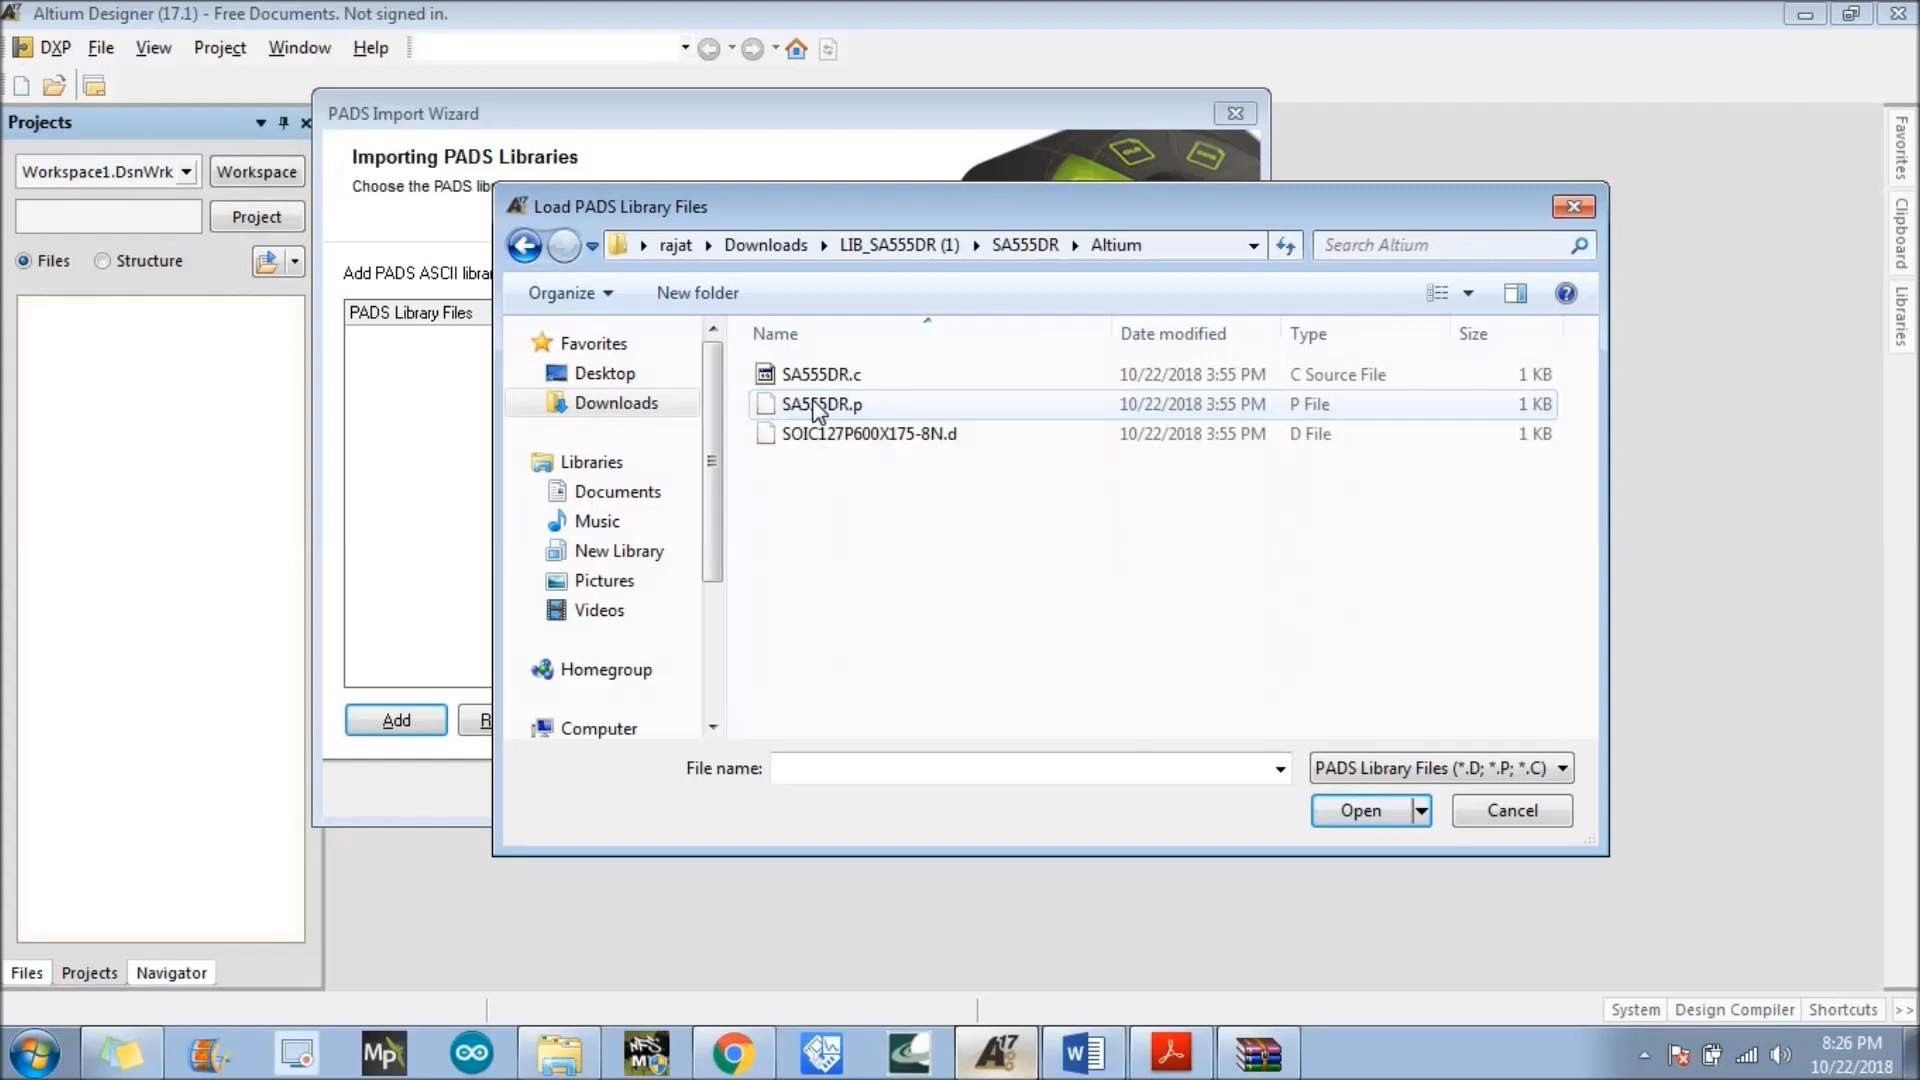 Altium Designer (17.1) - Free Documents. Not signed in.
DXP File View Project Window Help
Projects
Workspace1.DsnWrk Workspace
Project
Files Structure
Files Projects Navigator
PADS Import Wizard
Importing PADS Libraries
Choose the PADS lib
Add PADS ASCII librar
PADS Library Files
Add R
Load PADS Library Files
rajat Downloads LIB_SA555DR (1) SA555DR Altium
Search Altium
Organize New folder
Favorites
Desktop
Downloads
Libraries
Documents
Music
New Library
Pictures
Videos
Homegroup
Computer
Name Date modified Type Size
SA555DR.c 10/22/2018 3:55 PM C Source File 1 KB
SA555DR.p 10/22/2018 3:55 PM P File 1 KB
SOIC127P600X175-8N.d 10/22/2018 3:55 PM D File 1 KB
File name: PADS Library Files (*.D; *.P; *.C)
Open Cancel
Favorites
Clipboard
Libraries
System Design Compiler Shortcuts >>
Mp
NFS
M
17
W
8:26 PM
10/22/2018